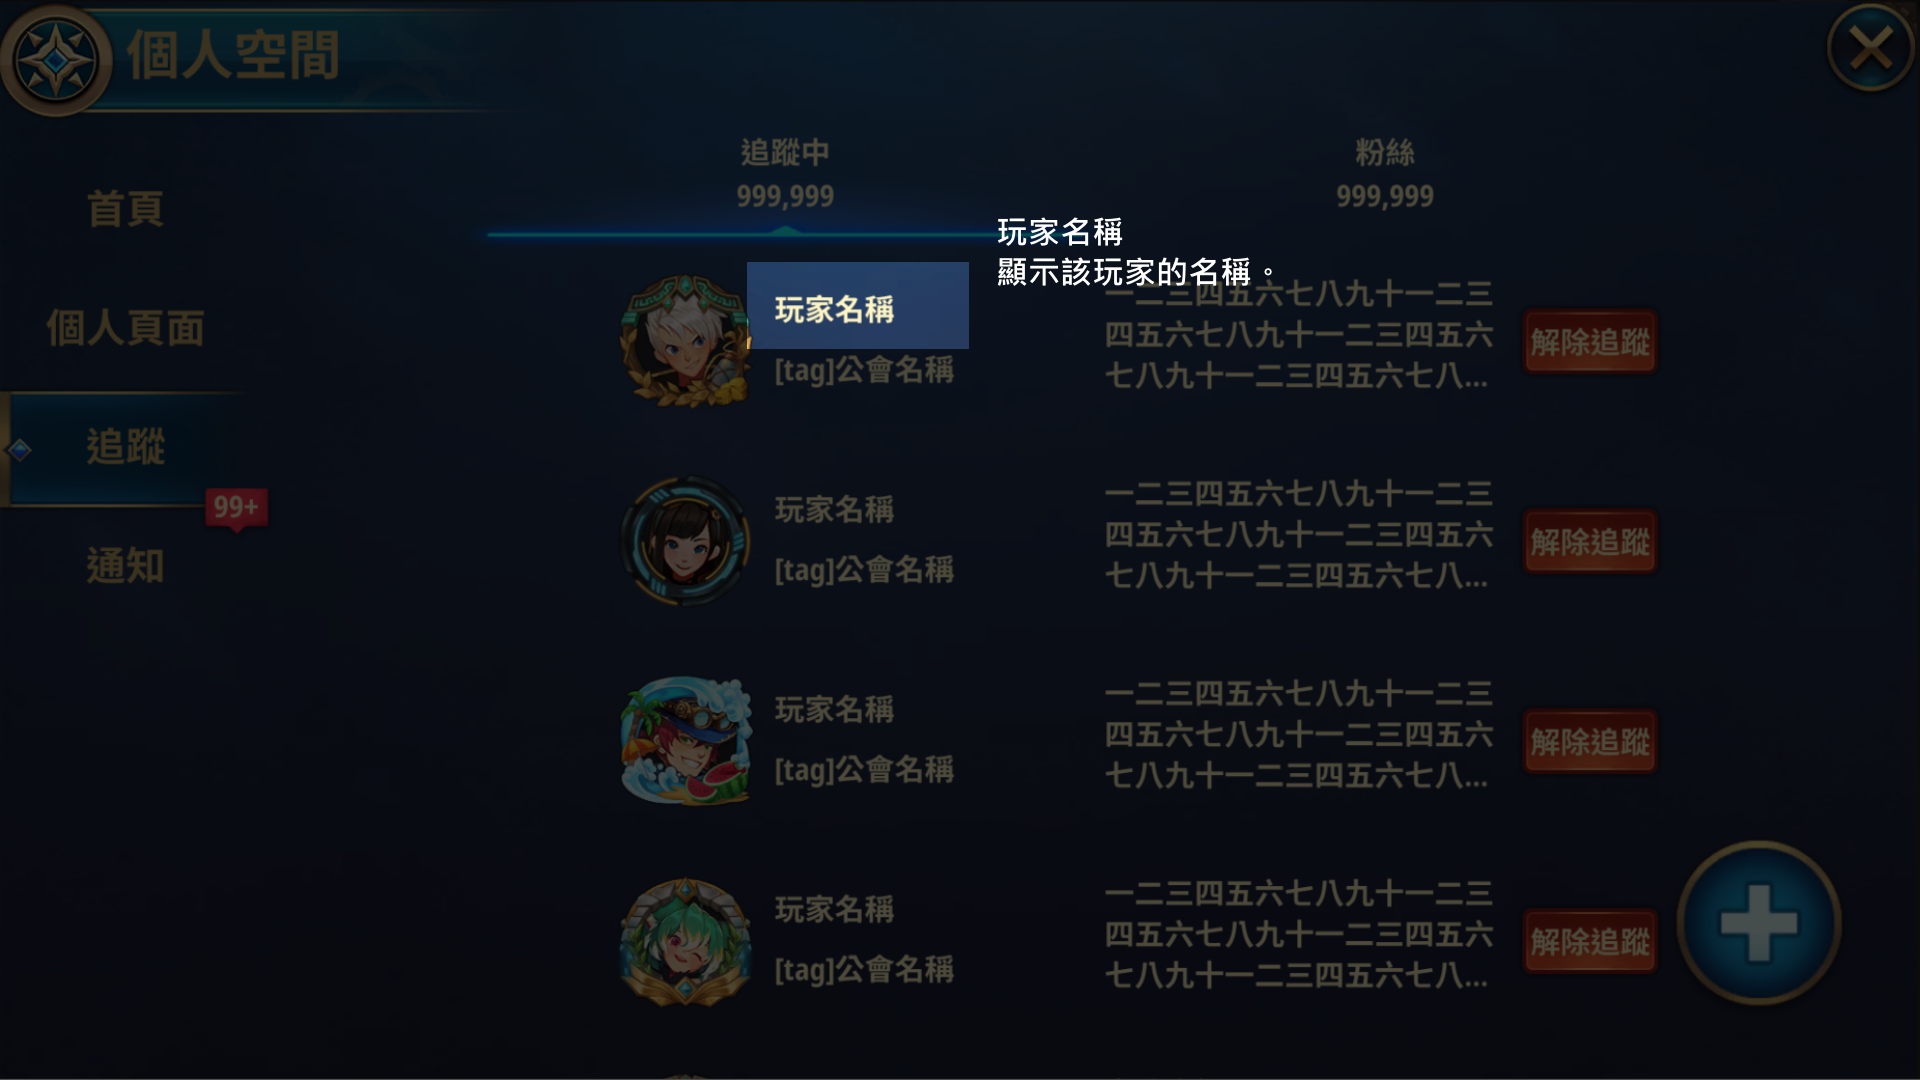 個人空間
追蹤中
999,999
粉絲
999,999
首頁
個人頁面
追蹤
99+
通知
玩家名稱
顯示該玩家的名稱。
玩家名稱
[tag]公會名稱
一二三四五六七八九十一二三
四五六七八九十一二三四五六
七八九十一二三四五六七八...
解除追蹤
玩家名稱
[tag]公會名稱
一二三四五六七八九十一二三
四五六七八九十一二三四五六
七八九十一二三四五六七八...
解除追蹤
玩家名稱
[tag]公會名稱
一二三四五六七八九十一二三
四五六七八九十一二三四五六
七八九十一二三四五六七八...
解除追蹤
玩家名稱
[tag]公會名稱
一二三四五六七八九十一二三
四五六七八九十一二三四五六
七八九十一二三四五六七八...
解除追蹤